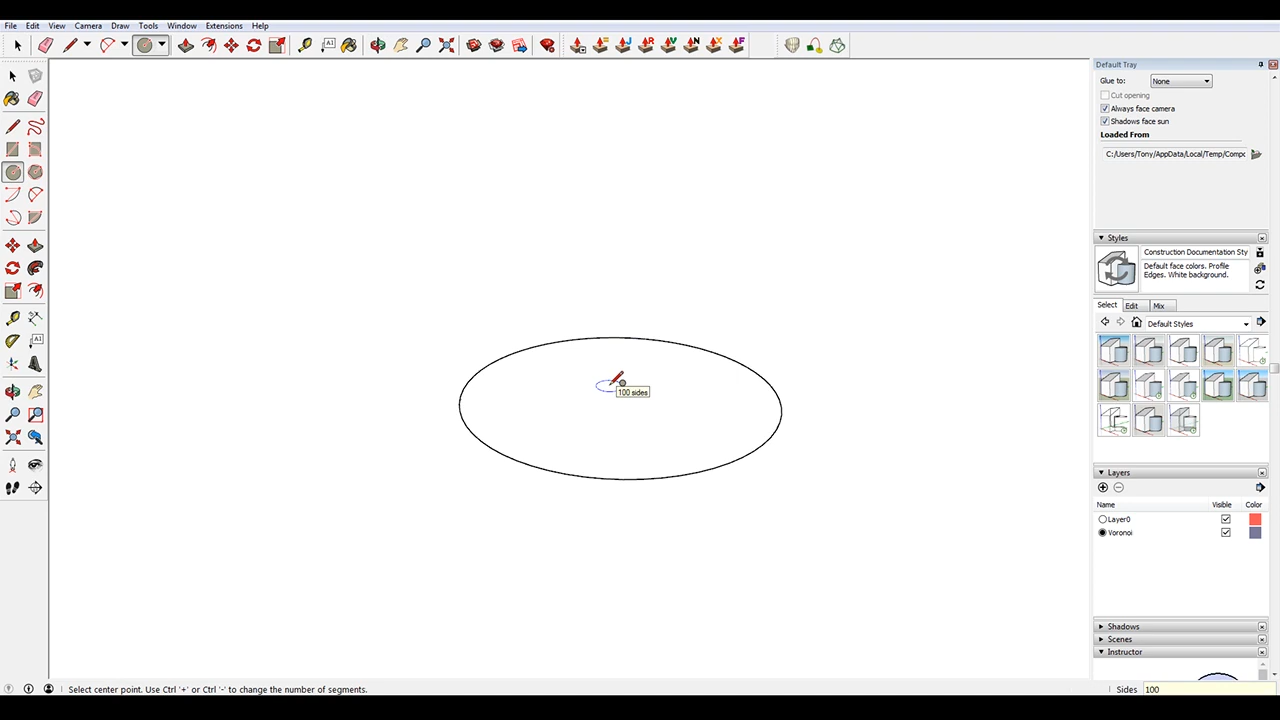 File Edit View Camera Draw Tools Window Extensions Help
Default Tray
Glue to: None
Cut opening
Always face camera
Shadows face sun
Loaded From
C:/Users/Tony/AppData/Local/Temp/Compc
Styles
Construction Documentation Sty
Default face colors. Profile
Edges. White background.
Select Edit Mix
Default Styles
100 sides
Layers
Name Visible Color
Layer0
Voronoi
Shadows
Scenes
Instructor
Select center point. Use Ctrl '+' or Ctrl '-' to change the number of segments.
Sides 100